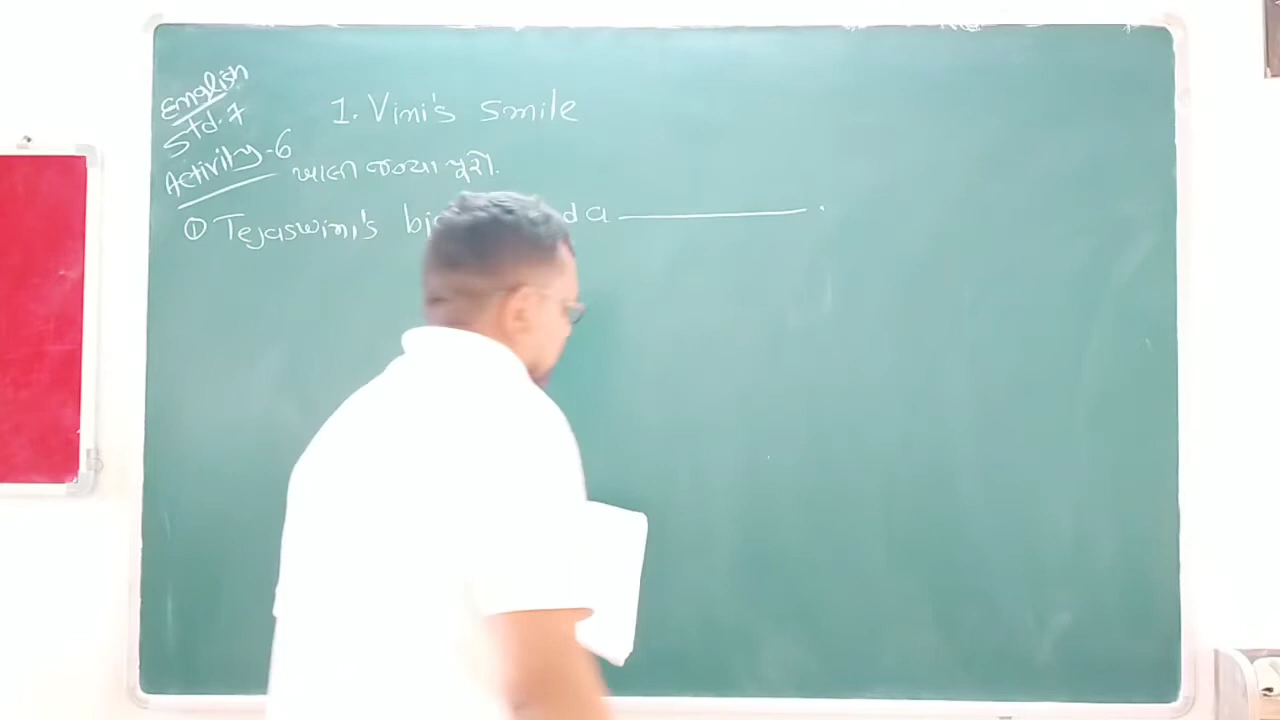 English
Std. 7
1. Vini's smile
Activity-6
ખાલી જગ્યા પૂરો.
① Tejaswini's d a ________ .